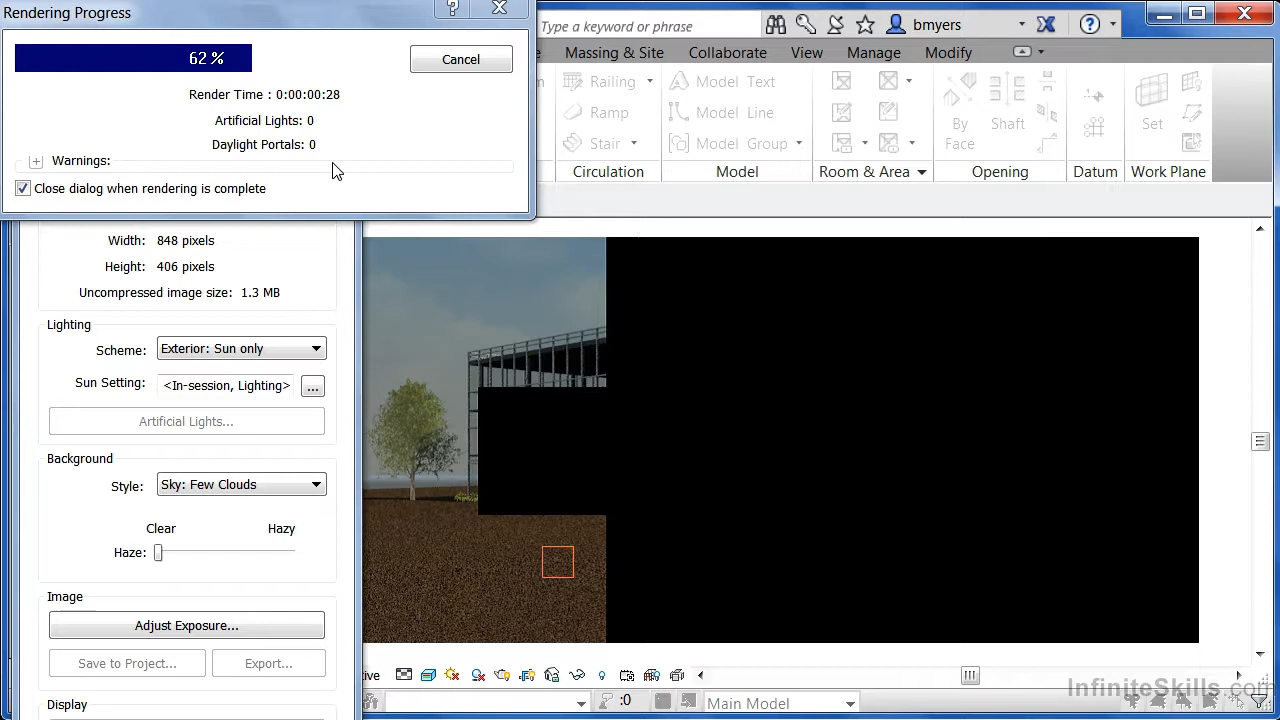 Rendering Progress
62 %
Cancel
Render Time : 0:00:00:28
Artificial Lights: 0
Daylight Portals: 0
Warnings:
Close dialog when rendering is complete
Type a keyword or phrase
bmyers
Massing & Site
Collaborate
View
Manage
Modify
Railing
Ramp
Stair
Circulation
Model Text
Model Line
Model Group
Model
Room & Area
By Face
Shaft
Opening
Datum
Set
Work Plane
Width: 848 pixels
Height: 406 pixels
Uncompressed image size: 1.3 MB
Lighting
Scheme: Exterior: Sun only
Sun Setting: <In-session, Lighting> ...
Artificial Lights...
Background
Style: Sky: Few Clouds
Clear Hazy
Haze:
Image
Adjust Exposure...
Save to Project... Export...
Display
:0
Main Model
InfiniteSkills.com